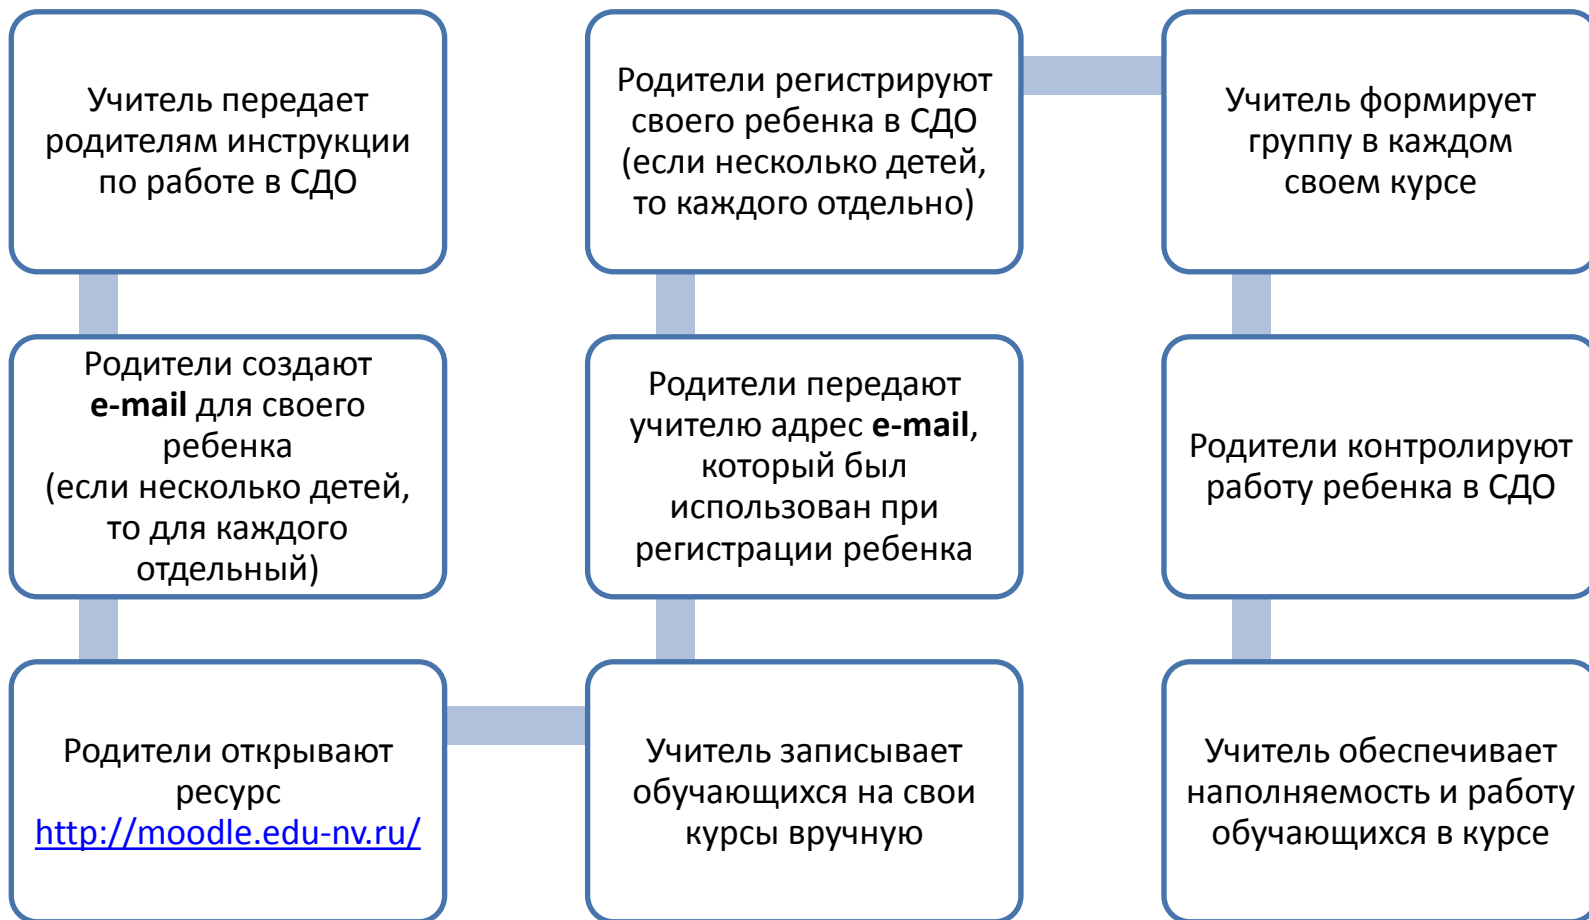 Учитель передает
родителям инструкции
по работе в СДО
Родители создают
e-mail для своего
ребенка
(если несколько детей,
то для каждого
отдельный)
Родители открывают
ресурс
http://moodle.edu-nv.ru/
Родители регистрируют
своего ребенка в СДО
(если несколько детей,
то каждого отдельно)
Родители передают
учителю адрес e-mail,
который был
использован при
регистрации ребенка
Учитель записывает
обучающихся на свои
курсы вручную
Учитель формирует
группу в каждом
своем курсе
Родители контролируют
работу ребенка в СДО
Учитель обеспечивает
наполняемость и работу
обучающихся в курсе